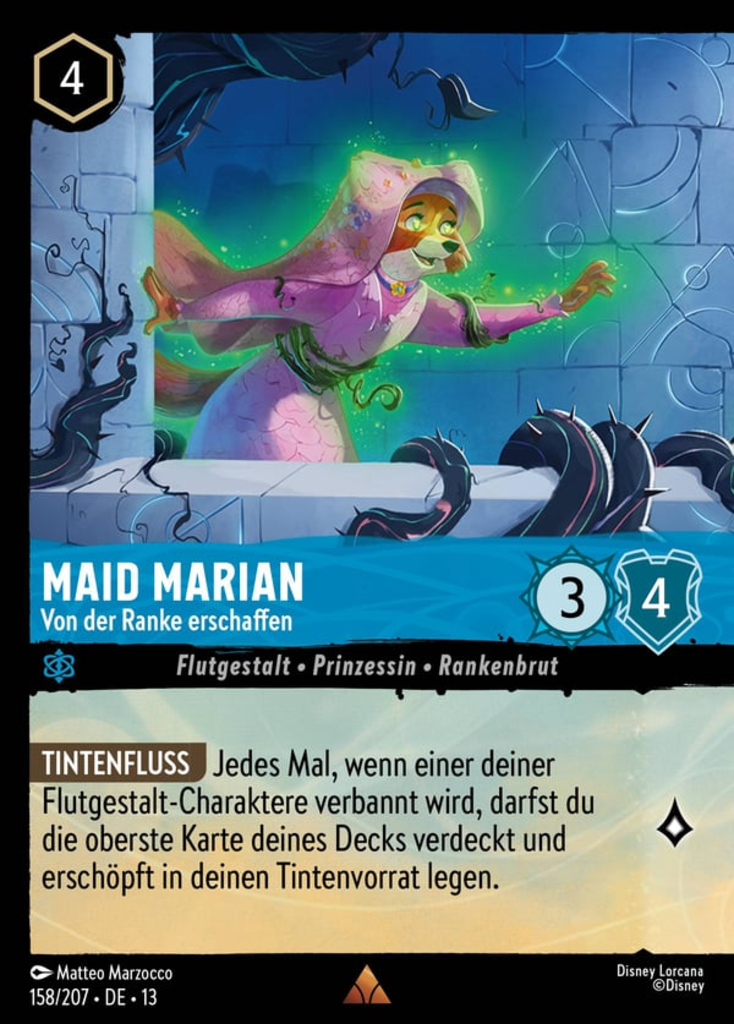 4
MAID MARIAN
Von der Ranke erschaffen
3
4
Flutgestalt • Prinzessin • Rankenbrut
TINTENFLUSS Jedes Mal, wenn einer deiner
Flutgestalt-Charaktere verbannt wird, darfst du
die oberste Karte deines Decks verdeckt und
erschöpft in deinen Tintenvorrat legen.
Matteo Marzocco
158/207 • DE • 13
Disney Lorcana
©Disney